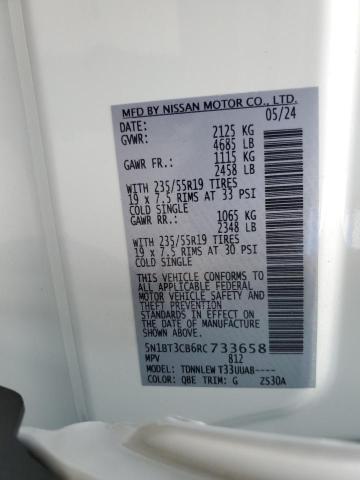 MFD BY NISSAN MOTOR CO., LTD.
DATE: 05/24
GVWR: 2125 KG
4685 LB
GAWR FR.: 1115 KG
2458 LB
WITH 235/55R19 TIRES
19 x 7.5 RIMS AT 33 PSI
COLD SINGLE
GAWR RR.: 1065 KG
2348 LB
WITH 235/55R19 TIRES
19 x 7.5 RIMS AT 30 PSI
COLD SINGLE
THIS VEHICLE CONFORMS TO
ALL APPLICABLE FEDERAL
MOTOR VEHICLE SAFETY AND
THEFT PREVENTION
STANDARDS IN EFFECT ON
THE DATE OF MANUFACTURE
SHOWN ABOVE.
5N1BT3CB6RC733658
MPV 812
MODEL: TDNNLEW T33UUAB----
COLOR: QBE TRIM: G ZS30A